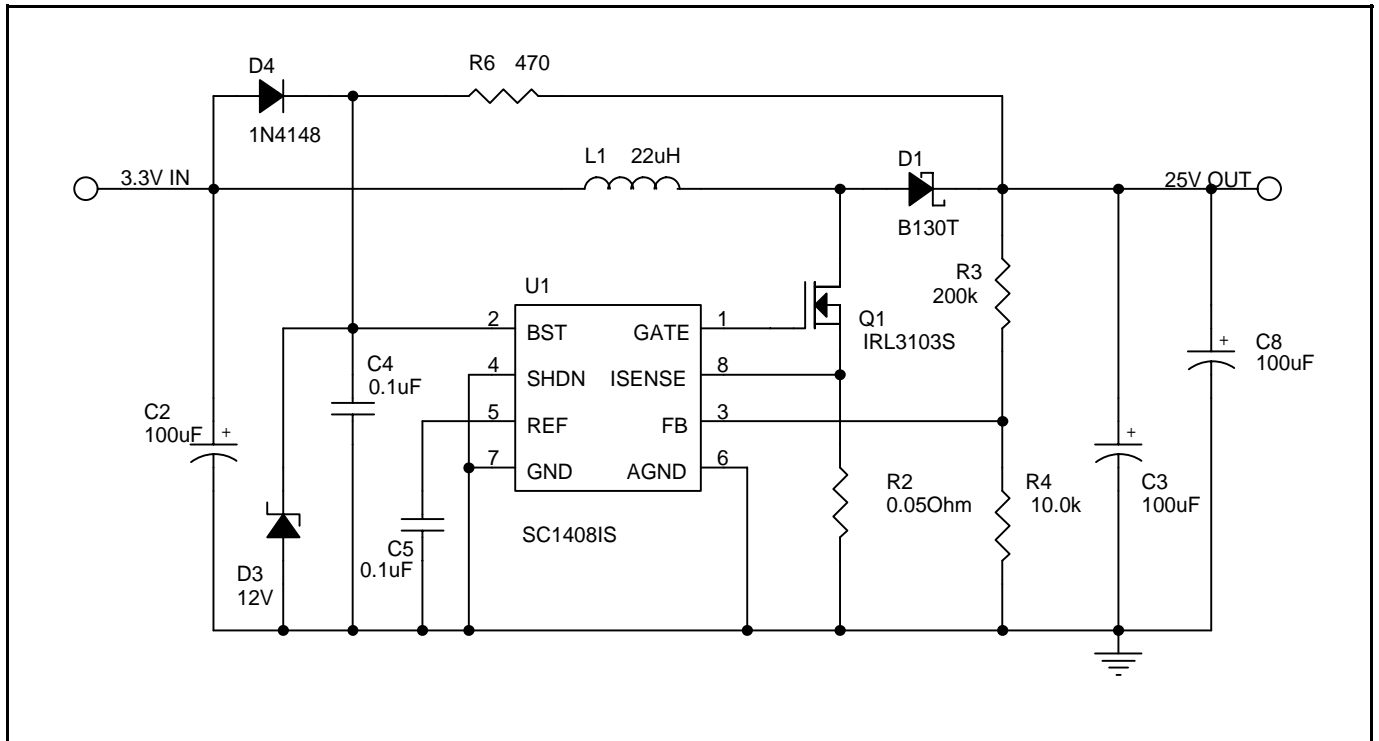 D4
R6 470
1N4148
3.3V IN
L1 22uH
D1
25V OUT
B130T
R3
200k
U1
2 BST
GATE 1
Q1
IRL3103S
C8
100uF
+
C4
0.1uF
4 SHDN
ISENSE 8
C2
100uF
+
5 REF
FB 3
7 GND
AGND 6
R2
0.05Ohm
R4
10.0k
+
C3
100uF
SC1408IS
C5
0.1uF
D3
12V